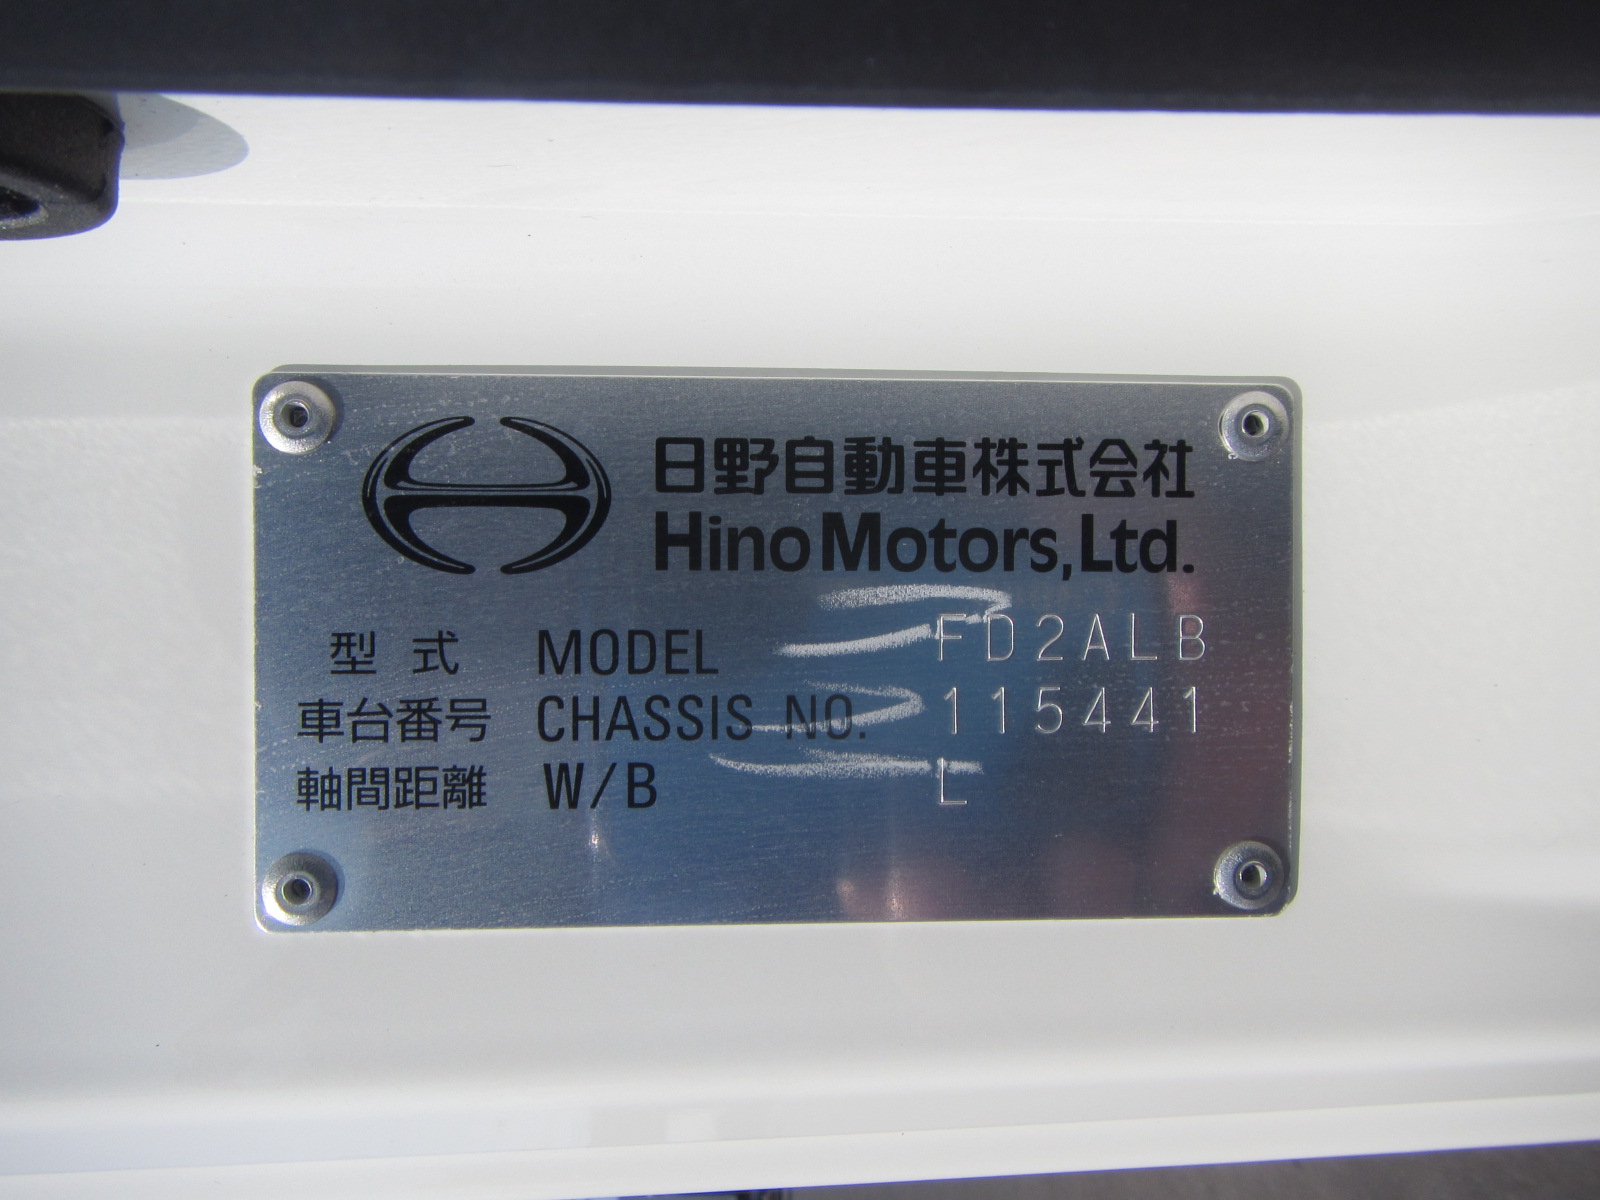 日野自動車株式会社
Hino Motors, Ltd.
型式 MODEL FD2ALB
車台番号 CHASSIS NO. 115441
軸間距離 W/B L